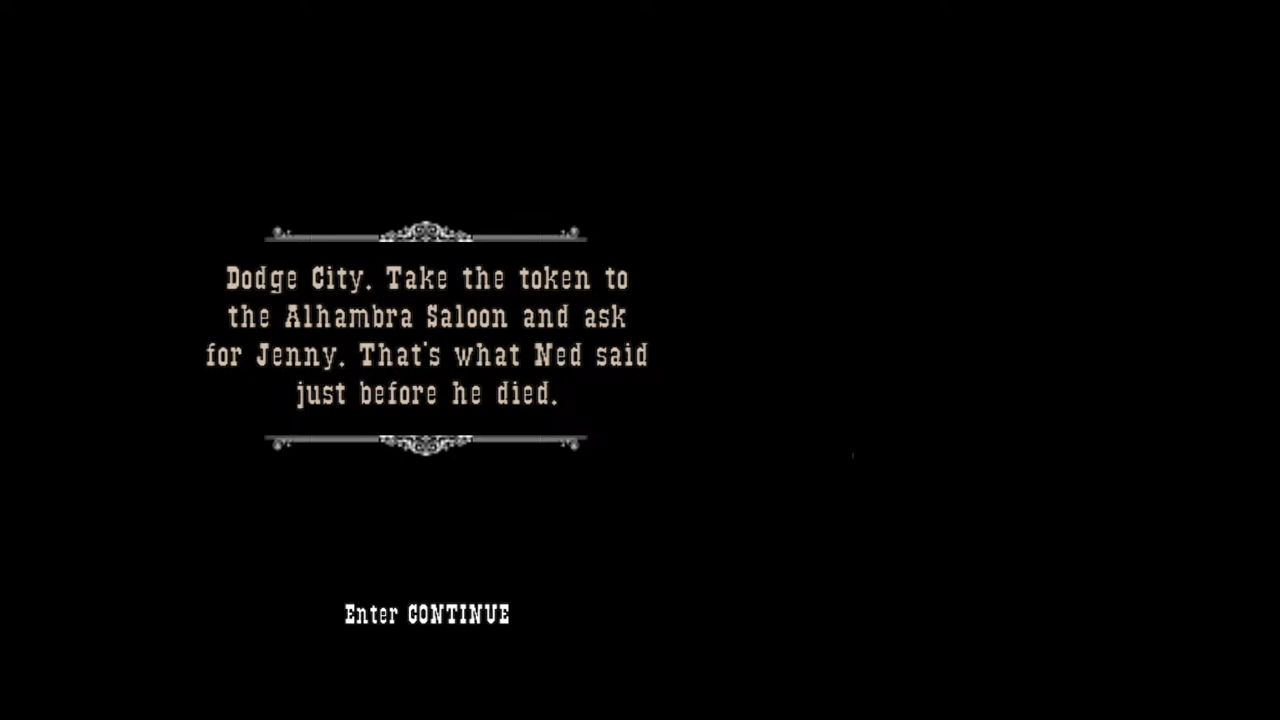 Dodge City. Take the token to
the Alhambra Saloon and ask
for Jenny. That's what Ned said
just before he died.
Enter CONTINUE